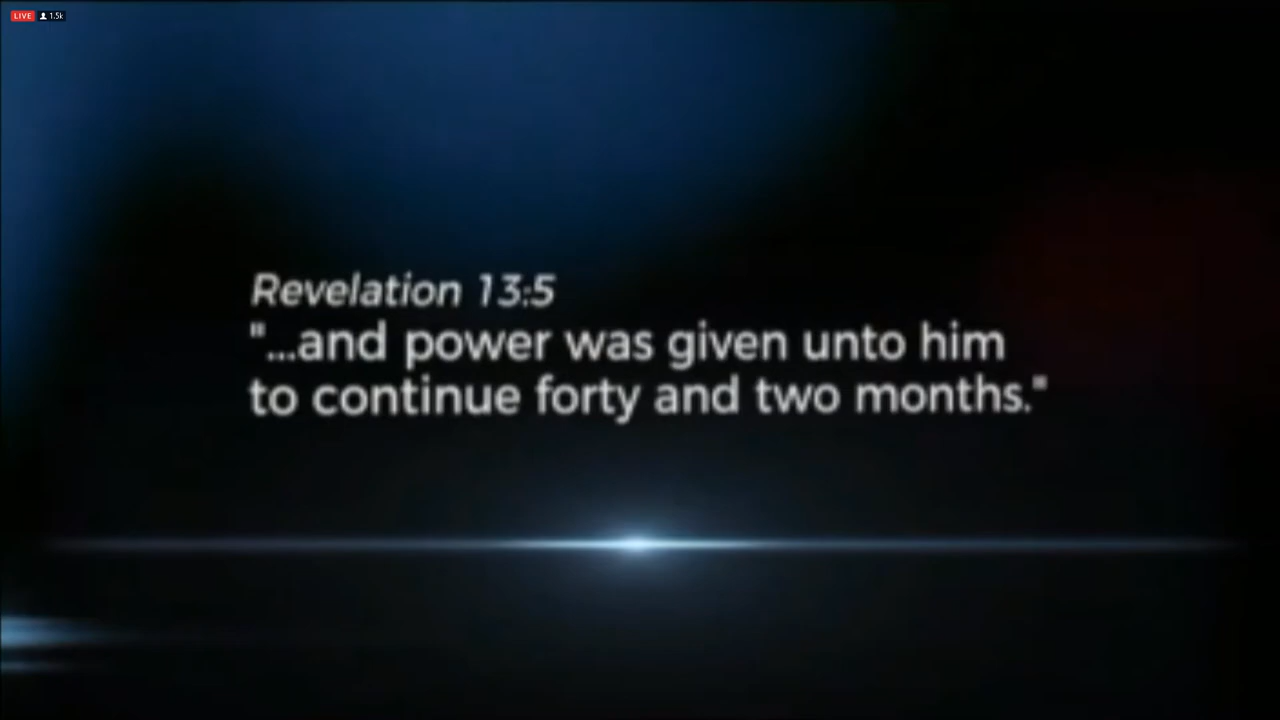 LIVE 1.5k
Revelation 13:5
"...and power was given unto him
to continue forty and two months."